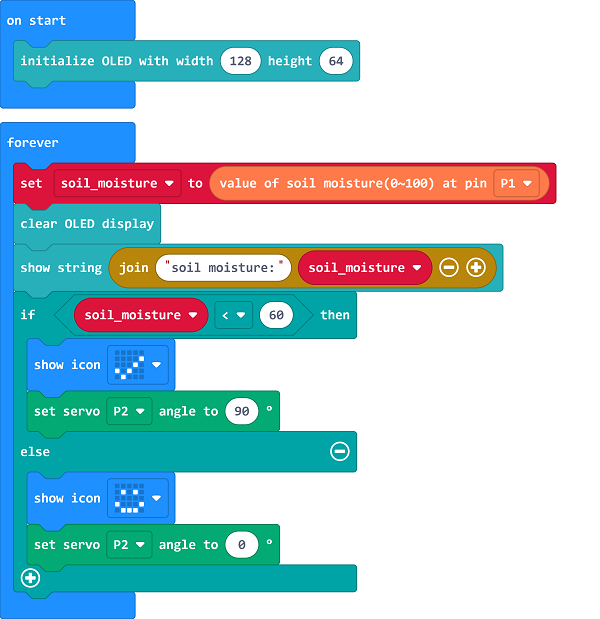 on start
initialize OLED with width 128 height 64
forever
set soil_moisture to value of soil moisture(0~100) at pin P1
clear OLED display
show string join "soil moisture:" soil_moisture
if soil_moisture < 60 then
show icon
set servo P2 angle to 90 °
else
show icon
set servo P2 angle to 0 °